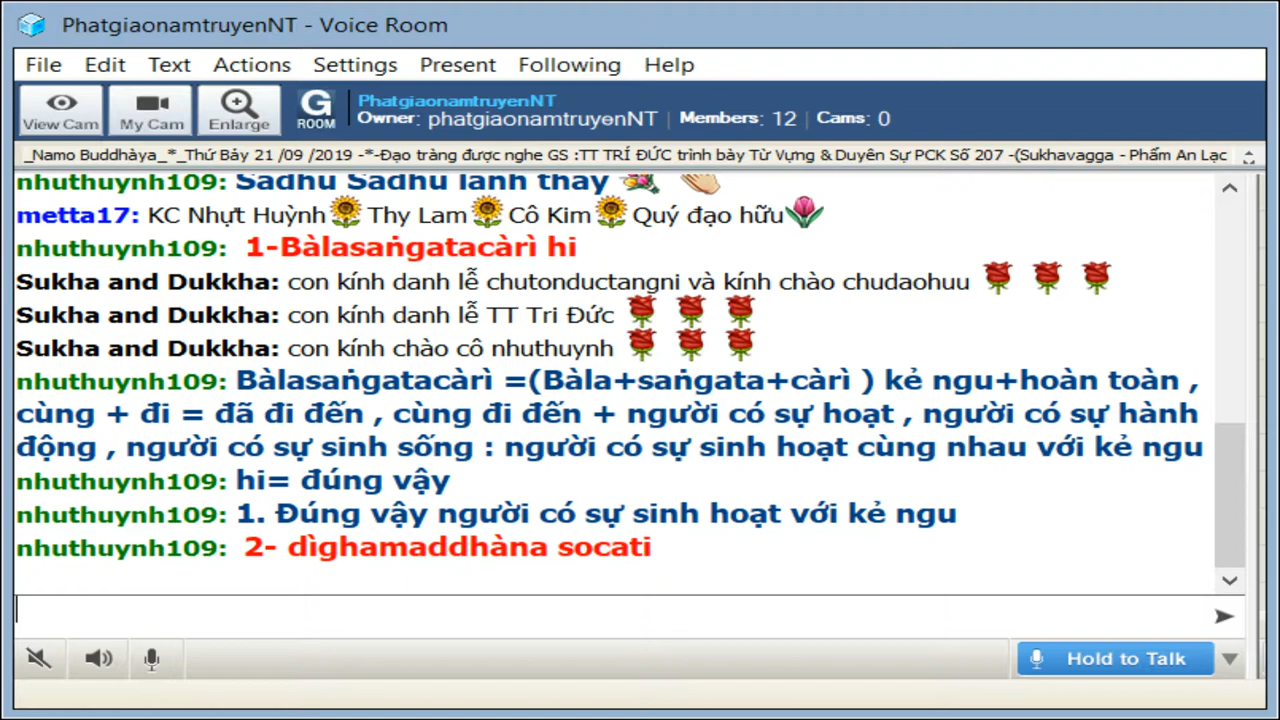 PhatgiaonamtruyenNT - Voice Room
File Edit Text Actions Settings Present Following Help
View Cam My Cam Enlarge G ROOM PhatgiaonamtruyenNT
Owner: phatgiaonamtruyenNT | Members: 12 | Cams: 0
_Namo Buddhàya_*_Thứ Bảy 21 /09 /2019 -*-Đạo tràng được nghe GS :TT TRÍ ĐỨC trình bày Từ Vựng & Duyên Sự PCK Số 207 -(Sukhavagga - Phẩm An Lạc
nhuthuynh109: Sadhu Sadhu lành thay
metta17: KC Nhựt Huỳnh Thy Lam Cô Kim Quý đạo hữu
nhuthuynh109: 1-Bàlasaṅgatacàrì hi
Sukha and Dukkha: con kính danh lễ chutonductangni và kính chào chudaohuu
Sukha and Dukkha: con kính danh lễ TT Tri Đức
Sukha and Dukkha: con kính chào cô nhuthuynh
nhuthuynh109: Bàlasaṅgatacàrì =(Bàla+saṅgata+càrì ) kẻ ngu+hoàn toàn ,
cùng + đi = đã đi đến , cùng đi đến + người có sự hoạt , người có sự hành
động , người có sự sinh sống : người có sự sinh hoạt cùng nhau với kẻ ngu
nhuthuynh109: hi= đúng vậy
nhuthuynh109: 1. Đúng vậy người có sự sinh hoạt với kẻ ngu
nhuthuynh109: 2- dìghamaddhàna socati
Hold to Talk